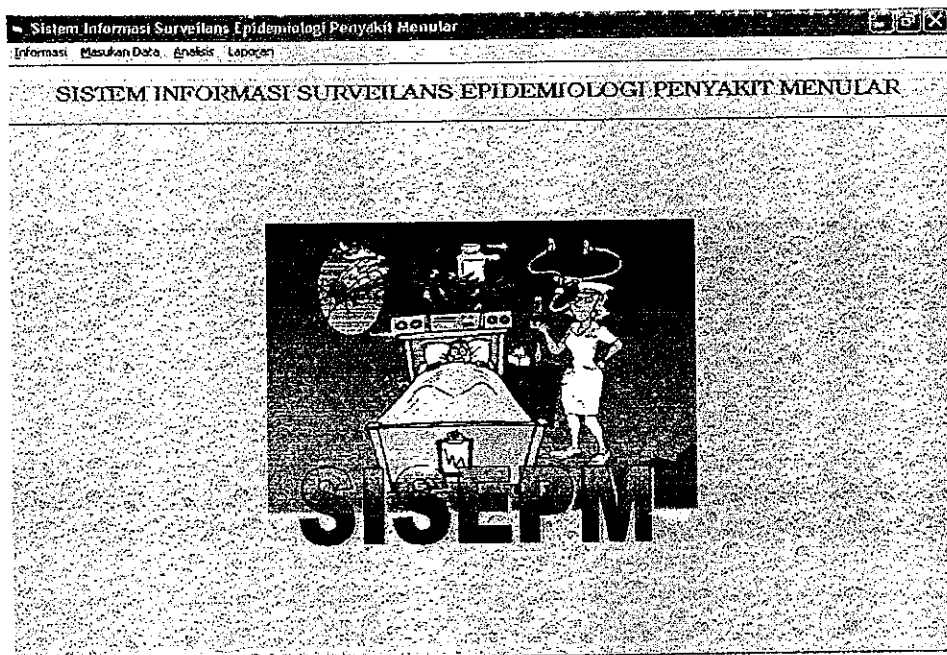 Sistem Informasi Surveilans Epidemiologi Penyakit Menular
Informasi Masukan Data Analisis Laporan
SISTEM INFORMASI SURVEILANS EPIDEMIOLOGI PENYAKIT MENULAR
SISEPM